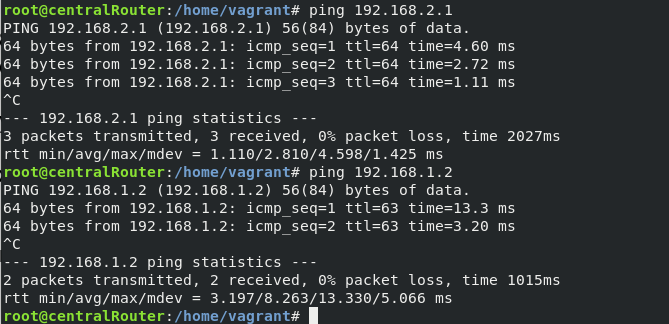 root@centralRouter:/home/vagrant# ping 192.168.2.1
PING 192.168.2.1 (192.168.2.1) 56(84) bytes of data.
64 bytes from 192.168.2.1: icmp_seq=1 ttl=64 time=4.60 ms
64 bytes from 192.168.2.1: icmp_seq=2 ttl=64 time=2.72 ms
64 bytes from 192.168.2.1: icmp_seq=3 ttl=64 time=1.11 ms
^C
--- 192.168.2.1 ping statistics ---
3 packets transmitted, 3 received, 0% packet loss, time 2027ms
rtt min/avg/max/mdev = 1.110/2.810/4.598/1.425 ms
root@centralRouter:/home/vagrant# ping 192.168.1.2
PING 192.168.1.2 (192.168.1.2) 56(84) bytes of data.
64 bytes from 192.168.1.2: icmp_seq=1 ttl=63 time=13.3 ms
64 bytes from 192.168.1.2: icmp_seq=2 ttl=63 time=3.20 ms
^C
--- 192.168.1.2 ping statistics ---
2 packets transmitted, 2 received, 0% packet loss, time 1015ms
rtt min/avg/max/mdev = 3.197/8.263/13.330/5.066 ms
root@centralRouter:/home/vagrant#